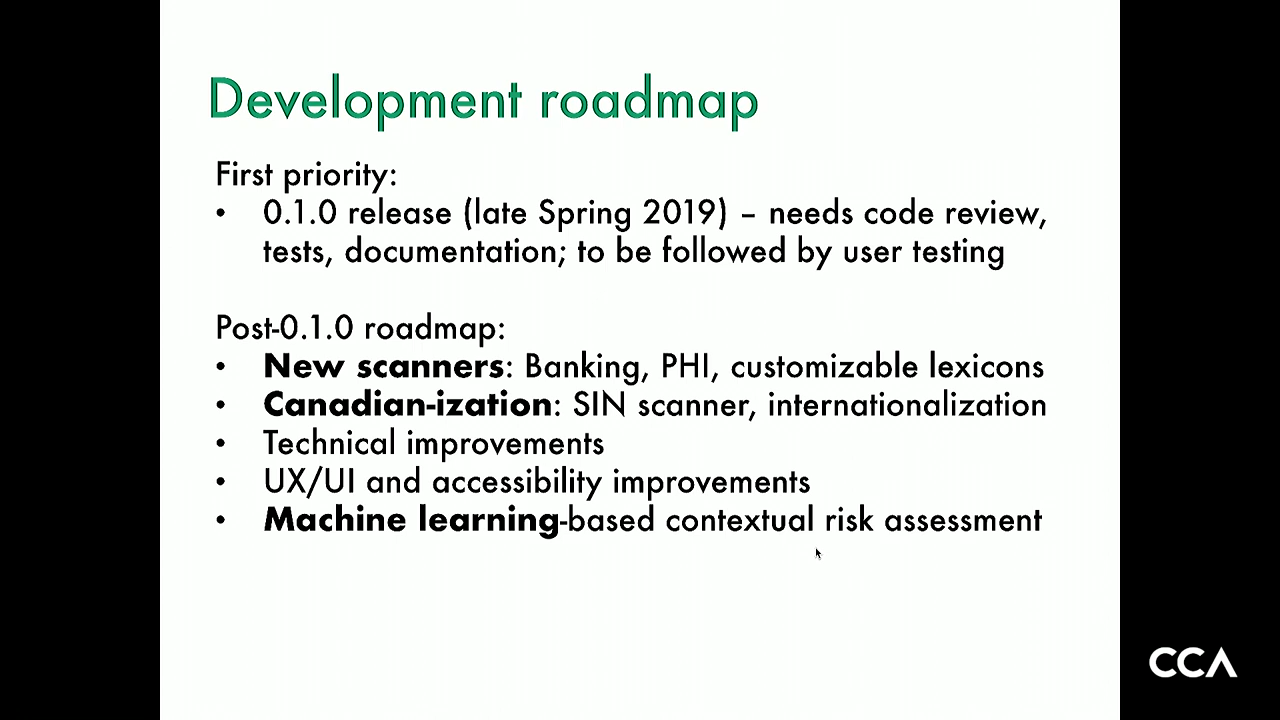 Development roadmap
First priority:
• 0.1.0 release (late Spring 2019) – needs code review,
tests, documentation; to be followed by user testing
Post-0.1.0 roadmap:
• New scanners: Banking, PHI, customizable lexicons
• Canadian-ization: SIN scanner, internationalization
• Technical improvements
• UX/UI and accessibility improvements
• Machine learning-based contextual risk assessment
CCA